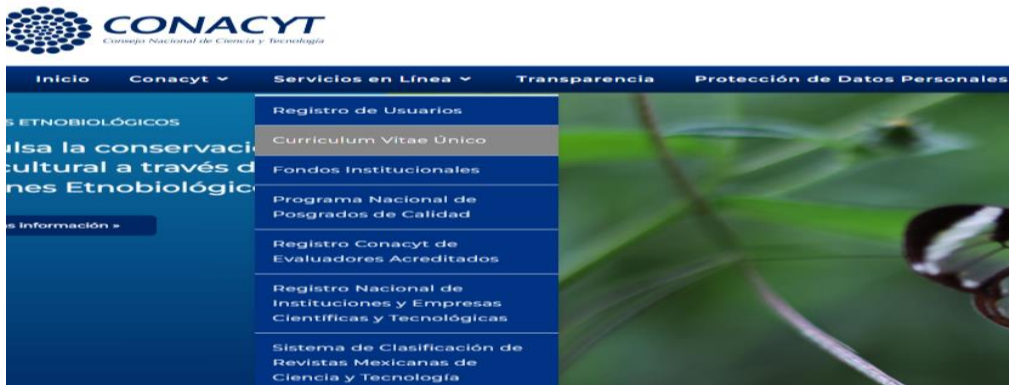 CONACYT
Consejo Nacional de Ciencia y Tecnología
Inicio Conacyt Servicios en Línea Transparencia Protección de Datos Personales
S ETNOBIOLÓGICOS
ulsa la conservaci
cultural a través d
nes Etnobiológic
s información »
Registro de Usuarios
Curriculum Vitae Único
Fondos Institucionales
Programa Nacional de
Posgrados de Calidad
Registro Conacyt de
Evaluadores Acreditados
Registro Nacional de
Instituciones y Empresas
Científicas y Tecnológicas
Sistema de Clasificación de
Revistas Mexicanas de
Ciencia y Tecnología